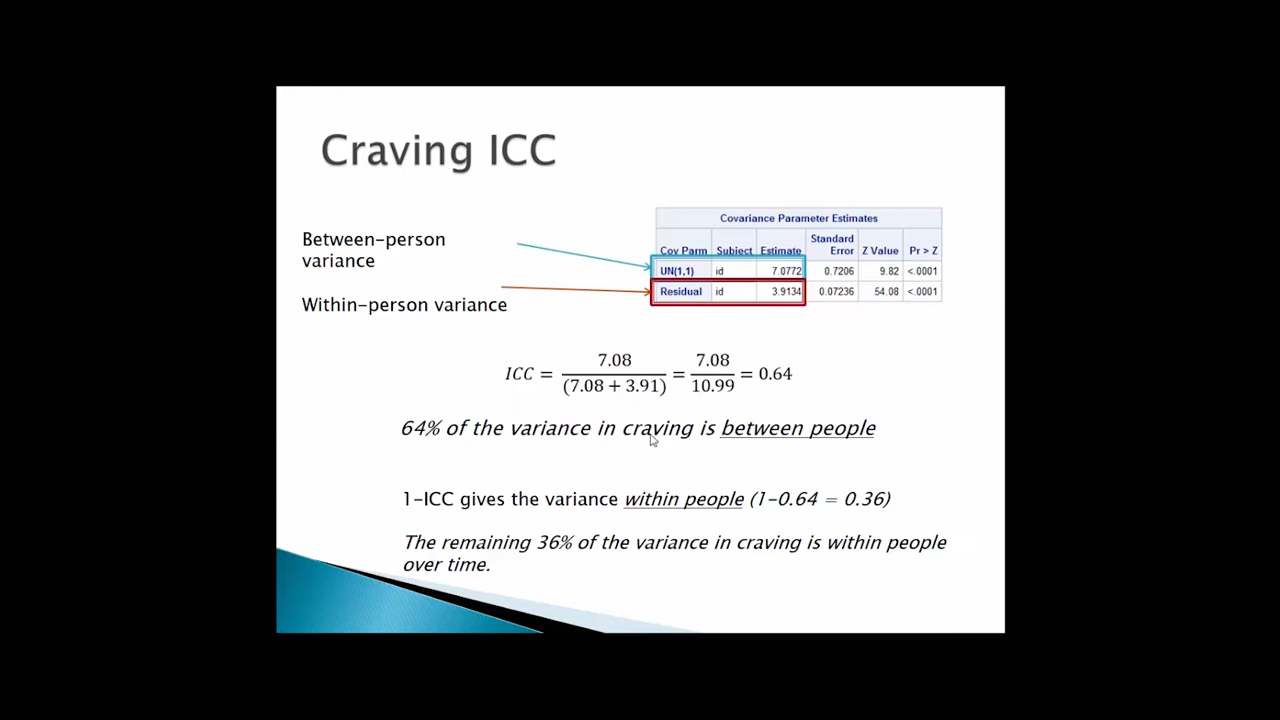 Craving ICC
Between-person
variance
Within-person variance
Covariance Parameter Estimates
Cov Parm Subject Estimate Standard Error Z Value Pr > Z
UN(1,1) id 7.0772 0.7206 9.82 <.0001
Residual id 3.9134 0.07236 54.08 <.0001
ICC = 7.08 / (7.08 + 3.91) = 7.08 / 10.99 = 0.64
64% of the variance in craving is between people
1-ICC gives the variance within people (1-0.64 = 0.36)
The remaining 36% of the variance in craving is within people
over time.